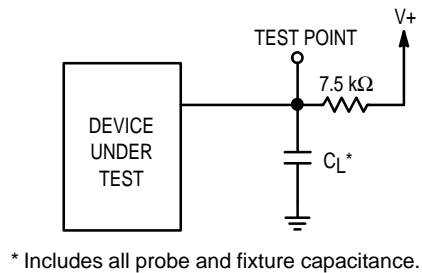 V+
TEST POINT
7.5 kΩ
DEVICE
UNDER
TEST
CL*
* Includes all probe and fixture capacitance.